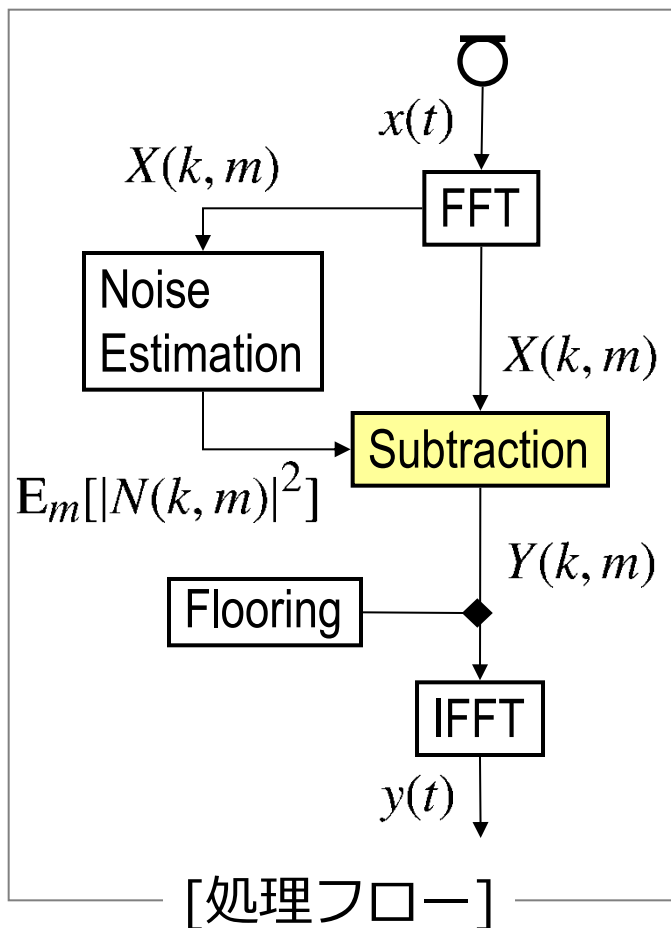 x(t)
X(k, m)
FFT
Noise
Estimation
X(k, m)
Subtraction
E_m[|N(k, m)|^2]
Y(k, m)
Flooring
IFFT
y(t)
[処理フロー]